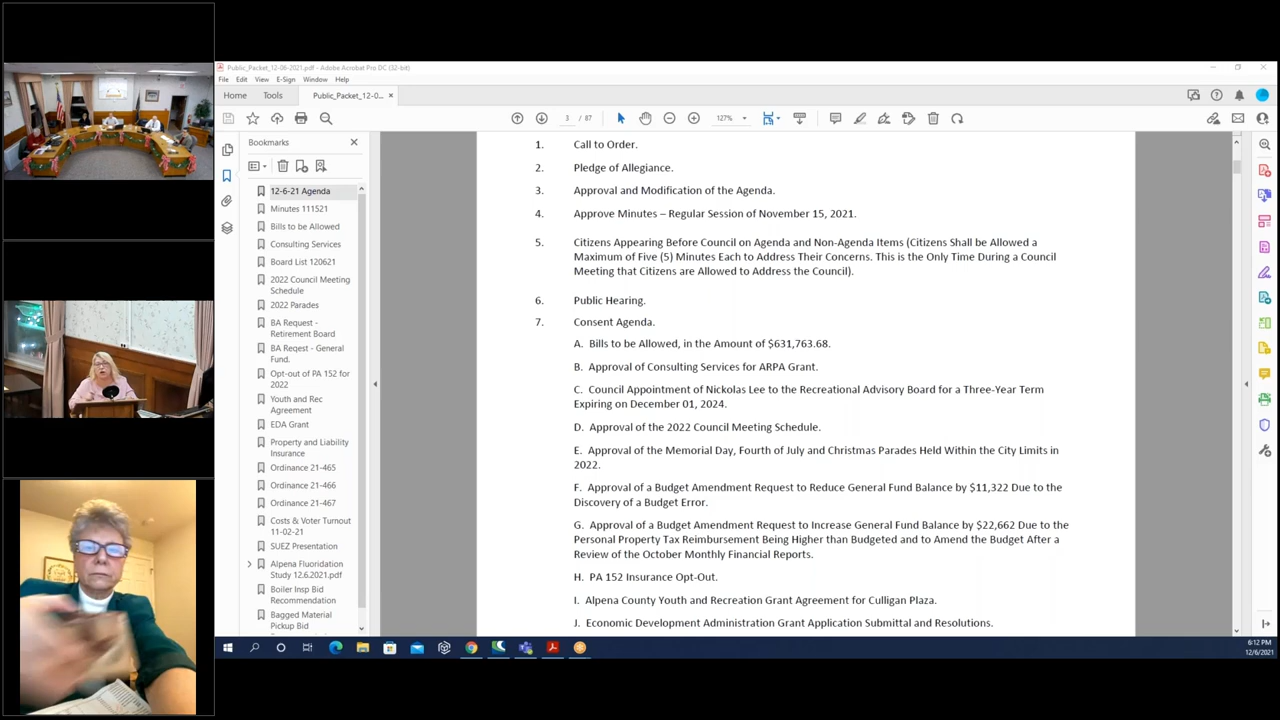 Public_Packet_12-06-2021.pdf - Adobe Acrobat Pro DC (32-bit)
File Edit View E-Sign Window Help
Home Tools Public_Packet_12-0...
3 / 87 127%
Bookmarks
12-6-21 Agenda
Minutes 111521
Bills to be Allowed
Consulting Services
Board List 120621
2022 Council Meeting
Schedule
2022 Parades
BA Request -
Retirement Board
BA Reqest - General
Fund.
Opt-out of PA 152 for
2022
Youth and Rec
Agreement
EDA Grant
Property and Liability
Insurance
Ordinance 21-465
Ordinance 21-466
Ordinance 21-467
Costs & Voter Turnout
11-02-21
SUEZ Presentation
Alpena Fluoridation
Study 12.6.2021.pdf
Boiler Insp Bid
Recommendation
Bagged Material
Pickup Bid
1. Call to Order.
2. Pledge of Allegiance.
3. Approval and Modification of the Agenda.
4. Approve Minutes – Regular Session of November 15, 2021.
5. Citizens Appearing Before Council on Agenda and Non-Agenda Items (Citizens Shall be Allowed a
Maximum of Five (5) Minutes Each to Address Their Concerns. This is the Only Time During a Council
Meeting that Citizens are Allowed to Address the Council).
6. Public Hearing.
7. Consent Agenda.
A. Bills to be Allowed, in the Amount of $631,763.68.
B. Approval of Consulting Services for ARPA Grant.
C. Council Appointment of Nickolas Lee to the Recreational Advisory Board for a Three-Year Term
Expiring on December 01, 2024.
D. Approval of the 2022 Council Meeting Schedule.
E. Approval of the Memorial Day, Fourth of July and Christmas Parades Held Within the City Limits in
2022.
F. Approval of a Budget Amendment Request to Reduce General Fund Balance by $11,322 Due to the
Discovery of a Budget Error.
G. Approval of a Budget Amendment Request to Increase General Fund Balance by $22,662 Due to the
Personal Property Tax Reimbursement Being Higher than Budgeted and to Amend the Budget After a
Review of the October Monthly Financial Reports.
H. PA 152 Insurance Opt-Out.
I. Alpena County Youth and Recreation Grant Agreement for Culligan Plaza.
J. Economic Development Administration Grant Application Submittal and Resolutions.
6:12 PM
12/6/2021